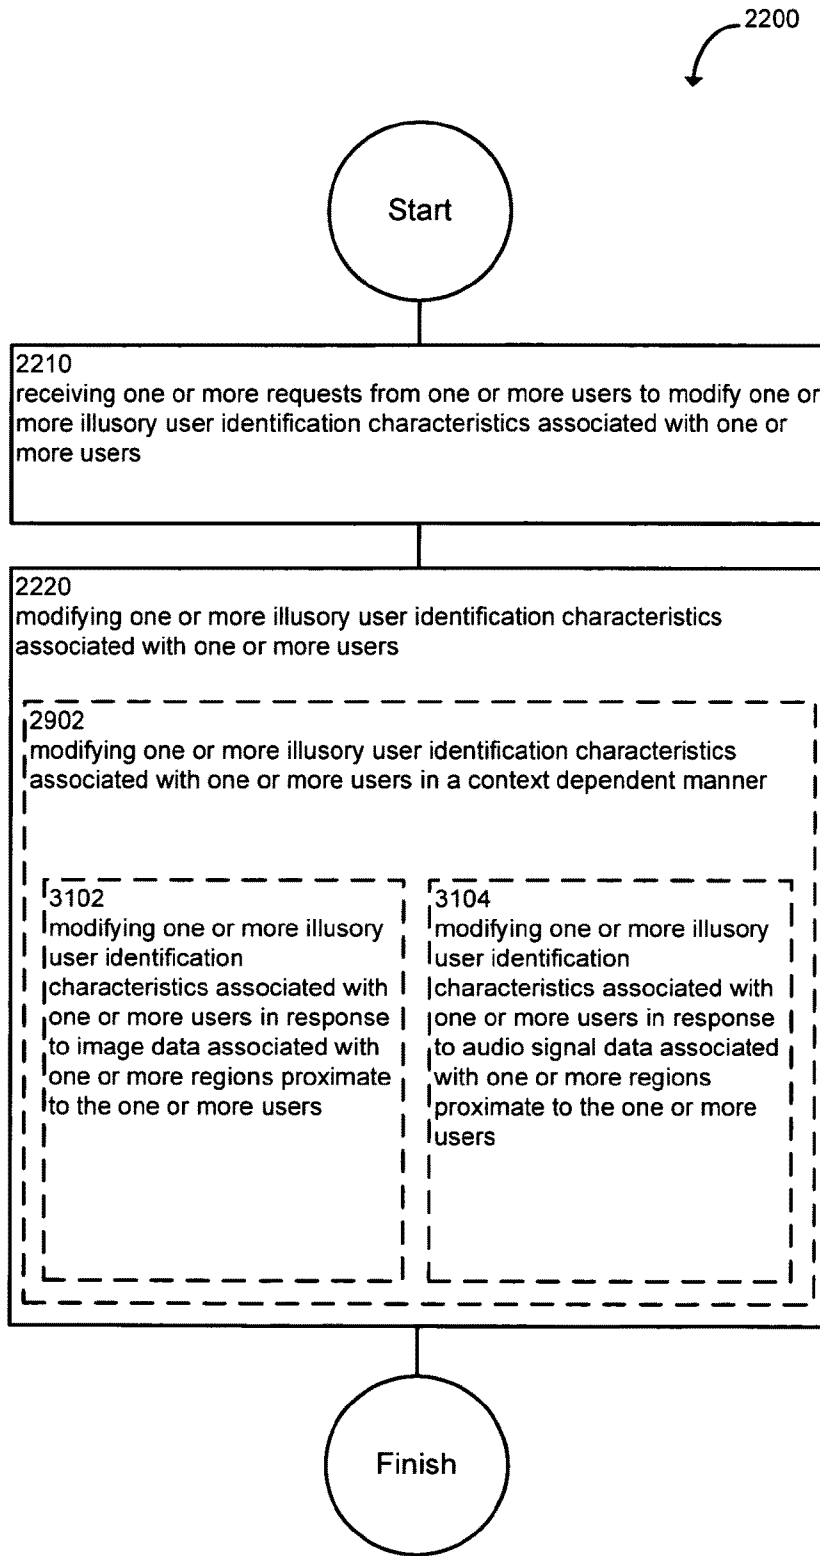 2200
Start
2210
receiving one or more requests from one or more users to modify one or
more illusory user identification characteristics associated with one or
more users
2220
modifying one or more illusory user identification characteristics
associated with one or more users
2902
modifying one or more illusory user identification characteristics
associated with one or more users in a context dependent manner
3102
modifying one or more illusory
user identification
characteristics associated with
one or more users in response
to image data associated with
one or more regions proximate
to the one or more users
3104
modifying one or more illusory
user identification
characteristics associated with
one or more users in response
to audio signal data associated
with one or more regions
proximate to the one or more
users
Finish